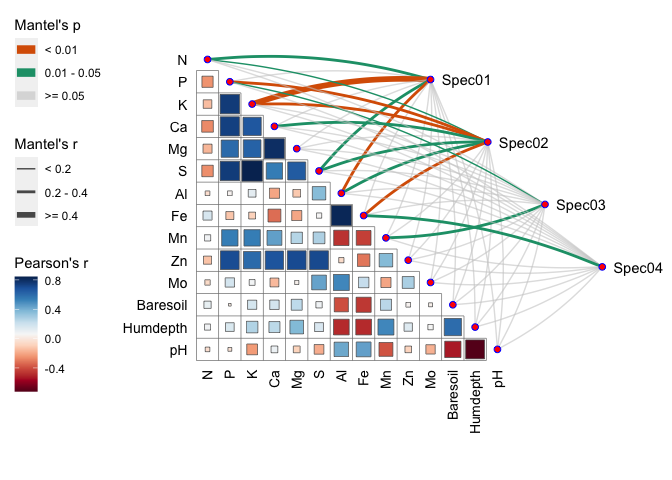 Mantel's p
< 0.01
0.01 - 0.05
>= 0.05
Mantel's r
< 0.2
0.2 - 0.4
>= 0.4
Pearson's r
0.8
0.4
0.0
-0.4
N
P
K
Ca
Mg
S
Al
Fe
Mn
Zn
Mo
Baresoil
Humdepth
pH
Spec01
Spec02
Spec03
Spec04
N
P
K
Ca
Mg
S
Al
Fe
Mn
Zn
Mo
Baresoil
Humdepth
pH